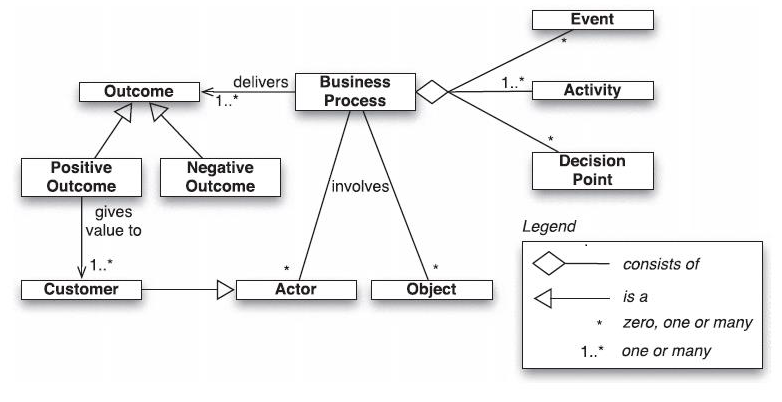 Event
*
Outcome
delivers
1..*
Business
Process
1..*
Activity
*
Decision
Point
Positive
Outcome
Negative
Outcome
involves
gives
value to
1..*
*
*
Customer
Actor
Object
Legend
consists of
is a
* zero, one or many
1..* one or many